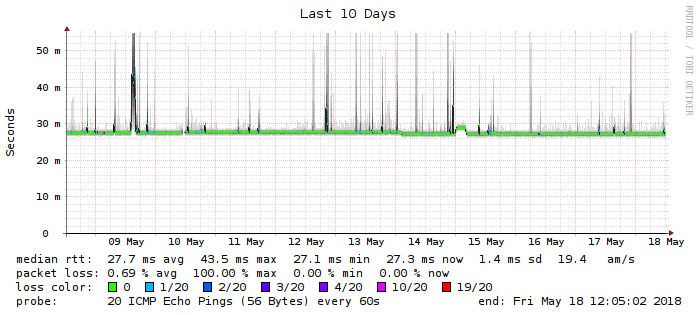 Last 10 Days
RRDTOOL / TOBI OETIKER
Seconds
50 m
40 m
30 m
20 m
10 m
0
09 May 10 May 11 May 12 May 13 May 14 May 15 May 16 May 17 May 18 May
median rtt: 27.7 ms avg 43.5 ms max 27.1 ms min 27.3 ms now 1.4 ms sd 19.4 am/s
packet loss: 0.69 % avg 100.00 % max 0.00 % min 0.00 % now
loss color: 0 1/20 2/20 3/20 4/20 10/20 19/20
probe: 20 ICMP Echo Pings (56 Bytes) every 60s end: Fri May 18 12:05:02 2018